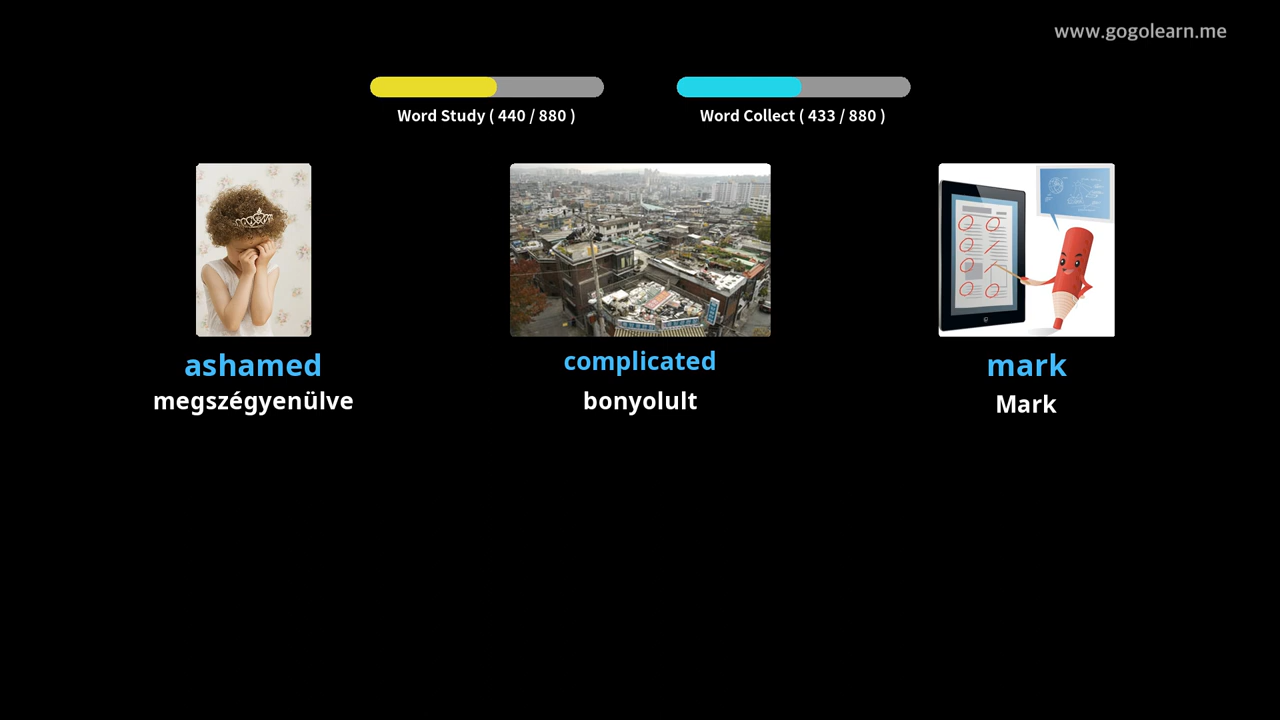 www.gogolearn.me
Word Study ( 440 / 880 )
Word Collect ( 433 / 880 )
ashamed
complicated
mark
megszégyenülve
bonyolult
Mark